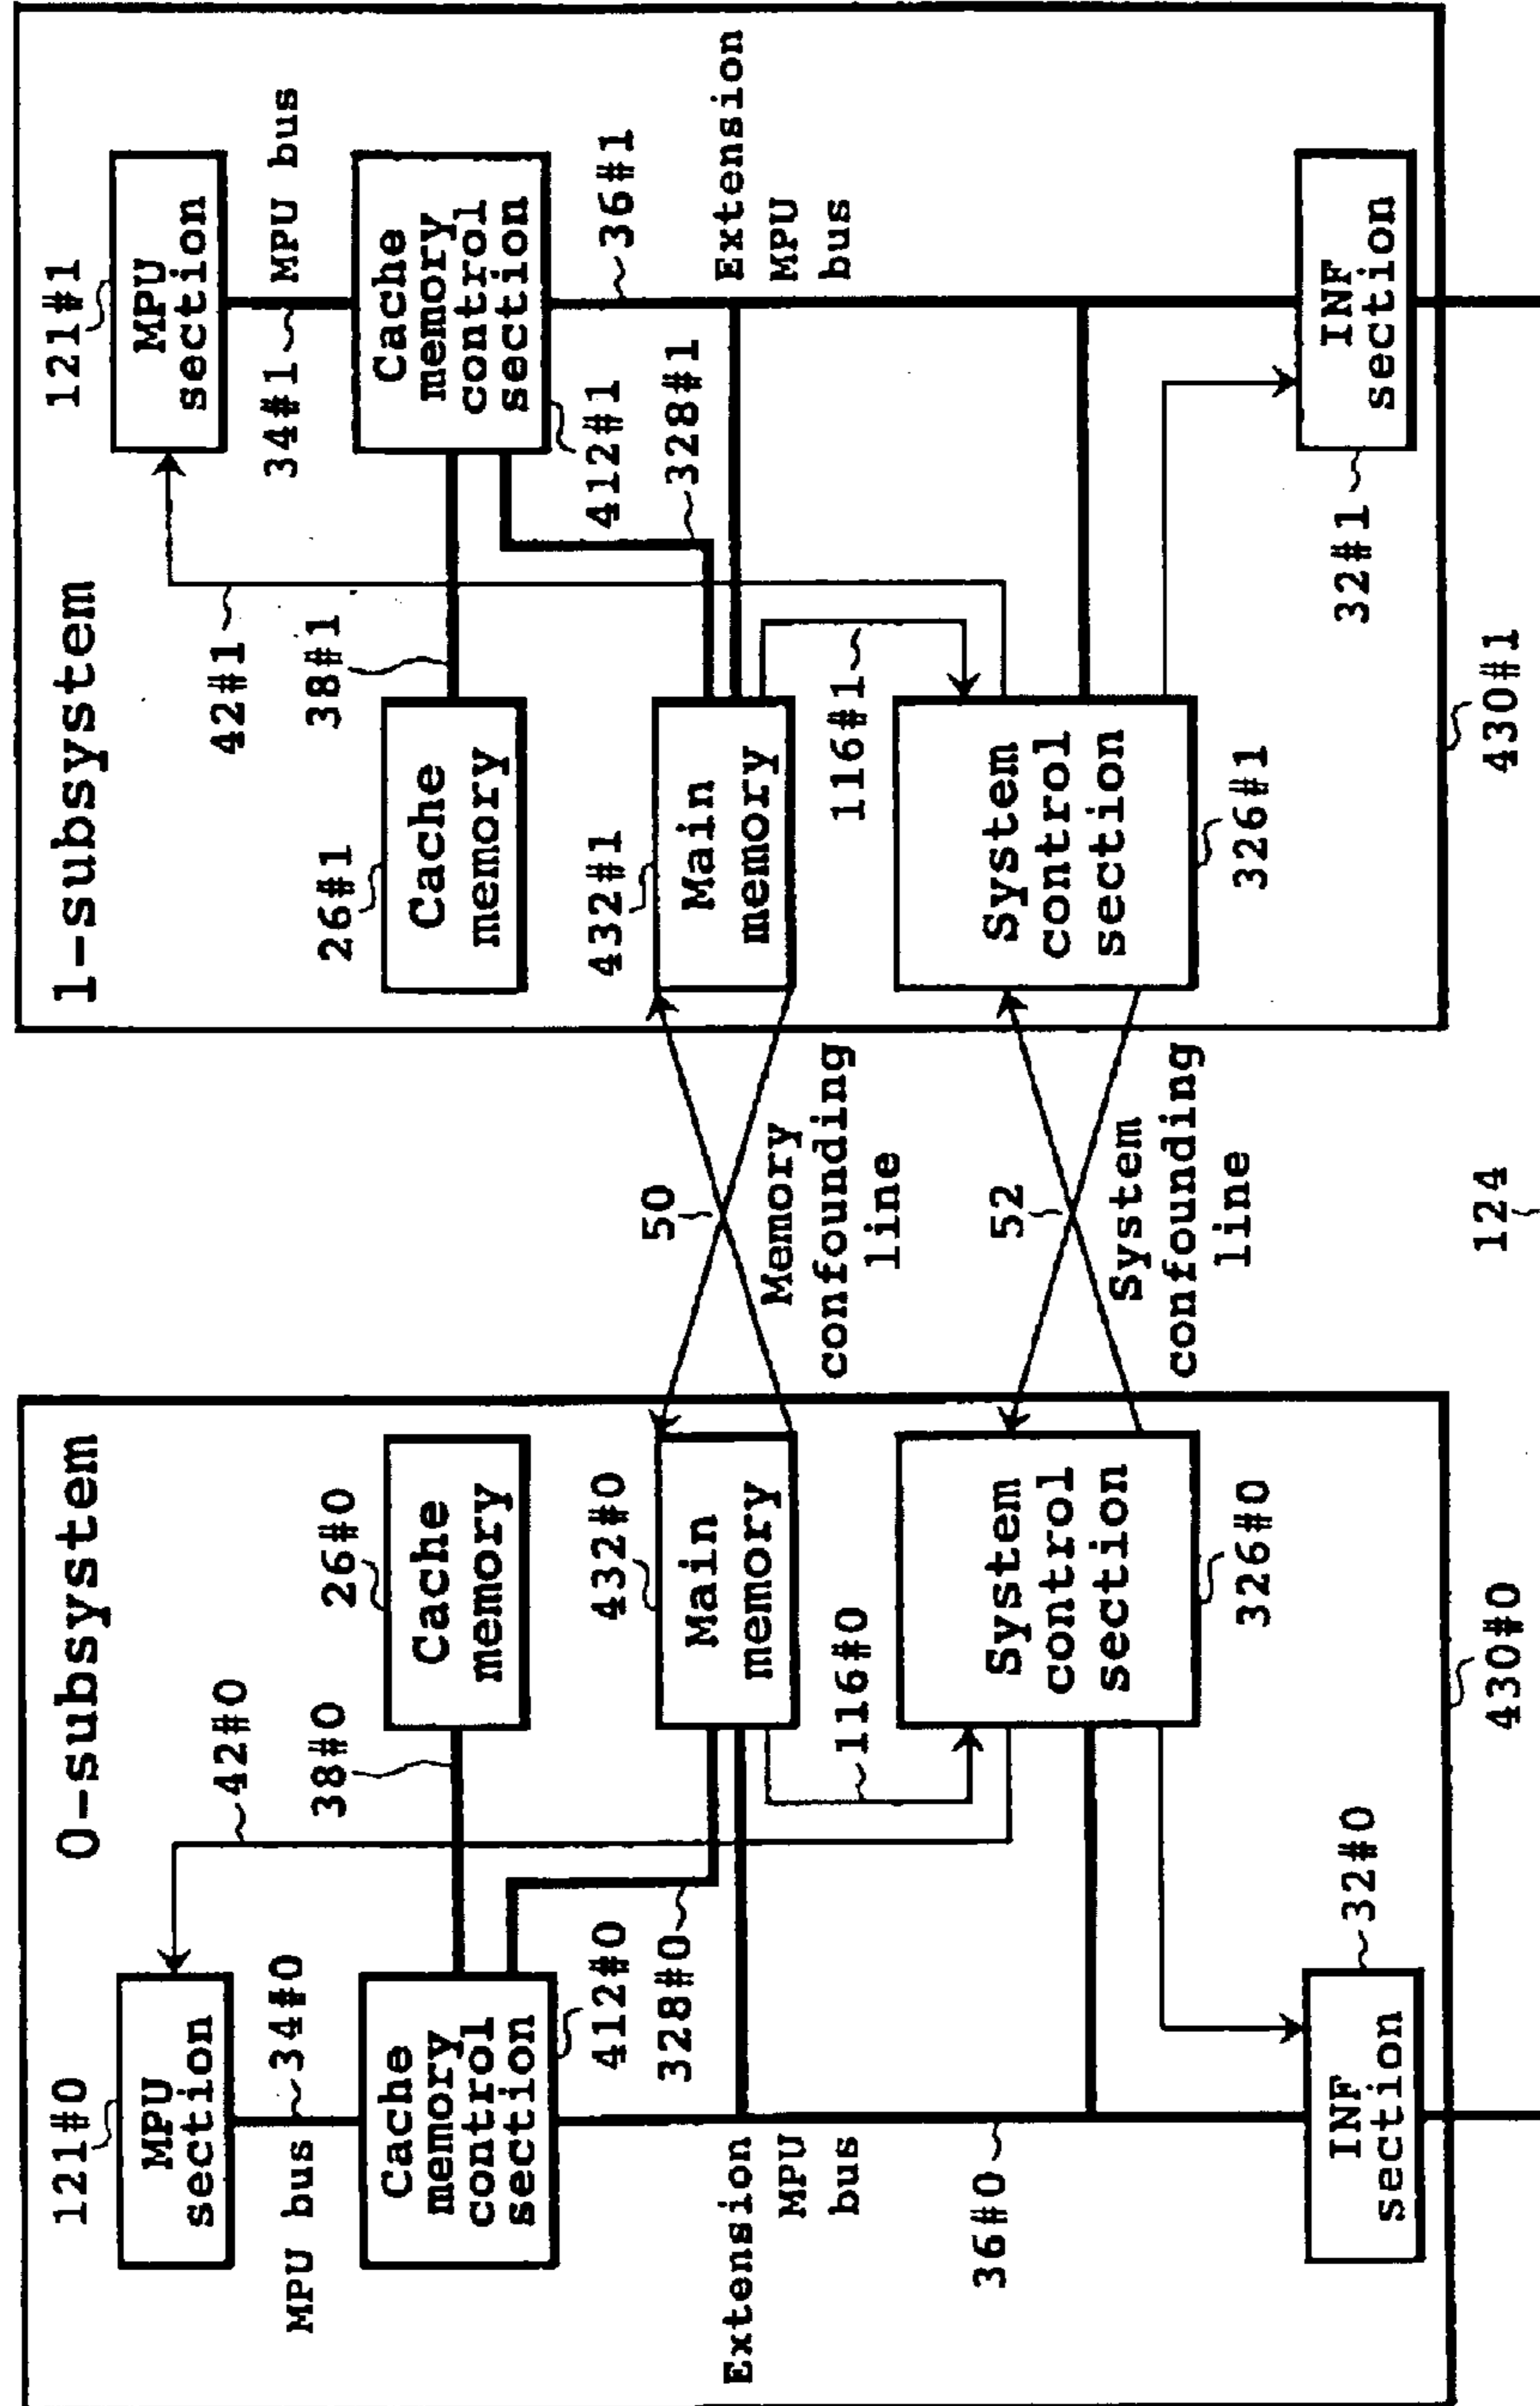 0-subsystem
121#0
MPU
section
MPU bus
34#0
42#0
38#0
26#0
Cache
memory
Cache
memory
control
section
412#0
328#0
432#0
Main
memory
Extension
MPU
bus
116#0
36#0
System
control
section
326#0
INF
section
32#0
430#0
50
Memory
confounding
line
52
System
confounding
line
124
1-subsystem
121#1
MPU
section
34#1
MPU bus
42#1
38#1
26#1
Cache
memory
Cache
memory
control
section
412#1
328#1
36#1
432#1
Main
memory
Extension
MPU
bus
116#1
System
control
section
326#1
INF
section
32#1
430#1